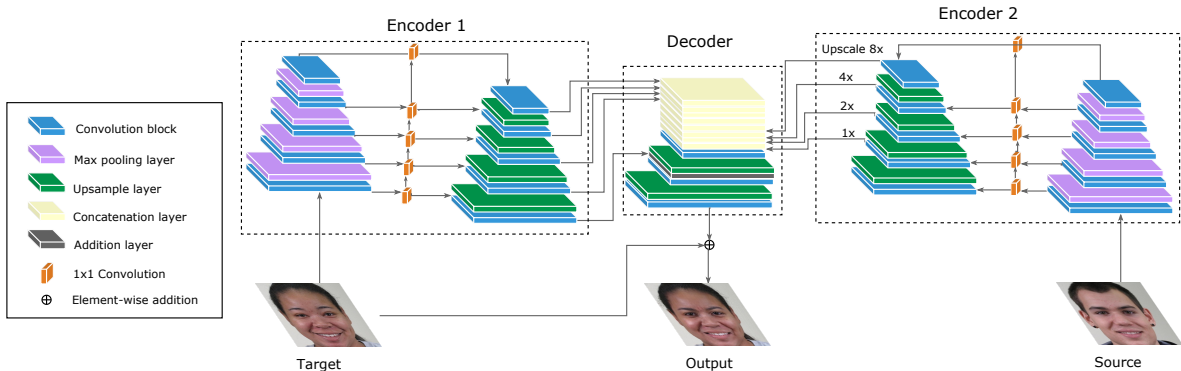 Encoder 1
Encoder 2
Decoder
Upscale 8x
4x
2x
1x
Convolution block
Max pooling layer
Upsample layer
Concatenation layer
Addition layer
1x1 Convolution
Element-wise addition
Target
Output
Source